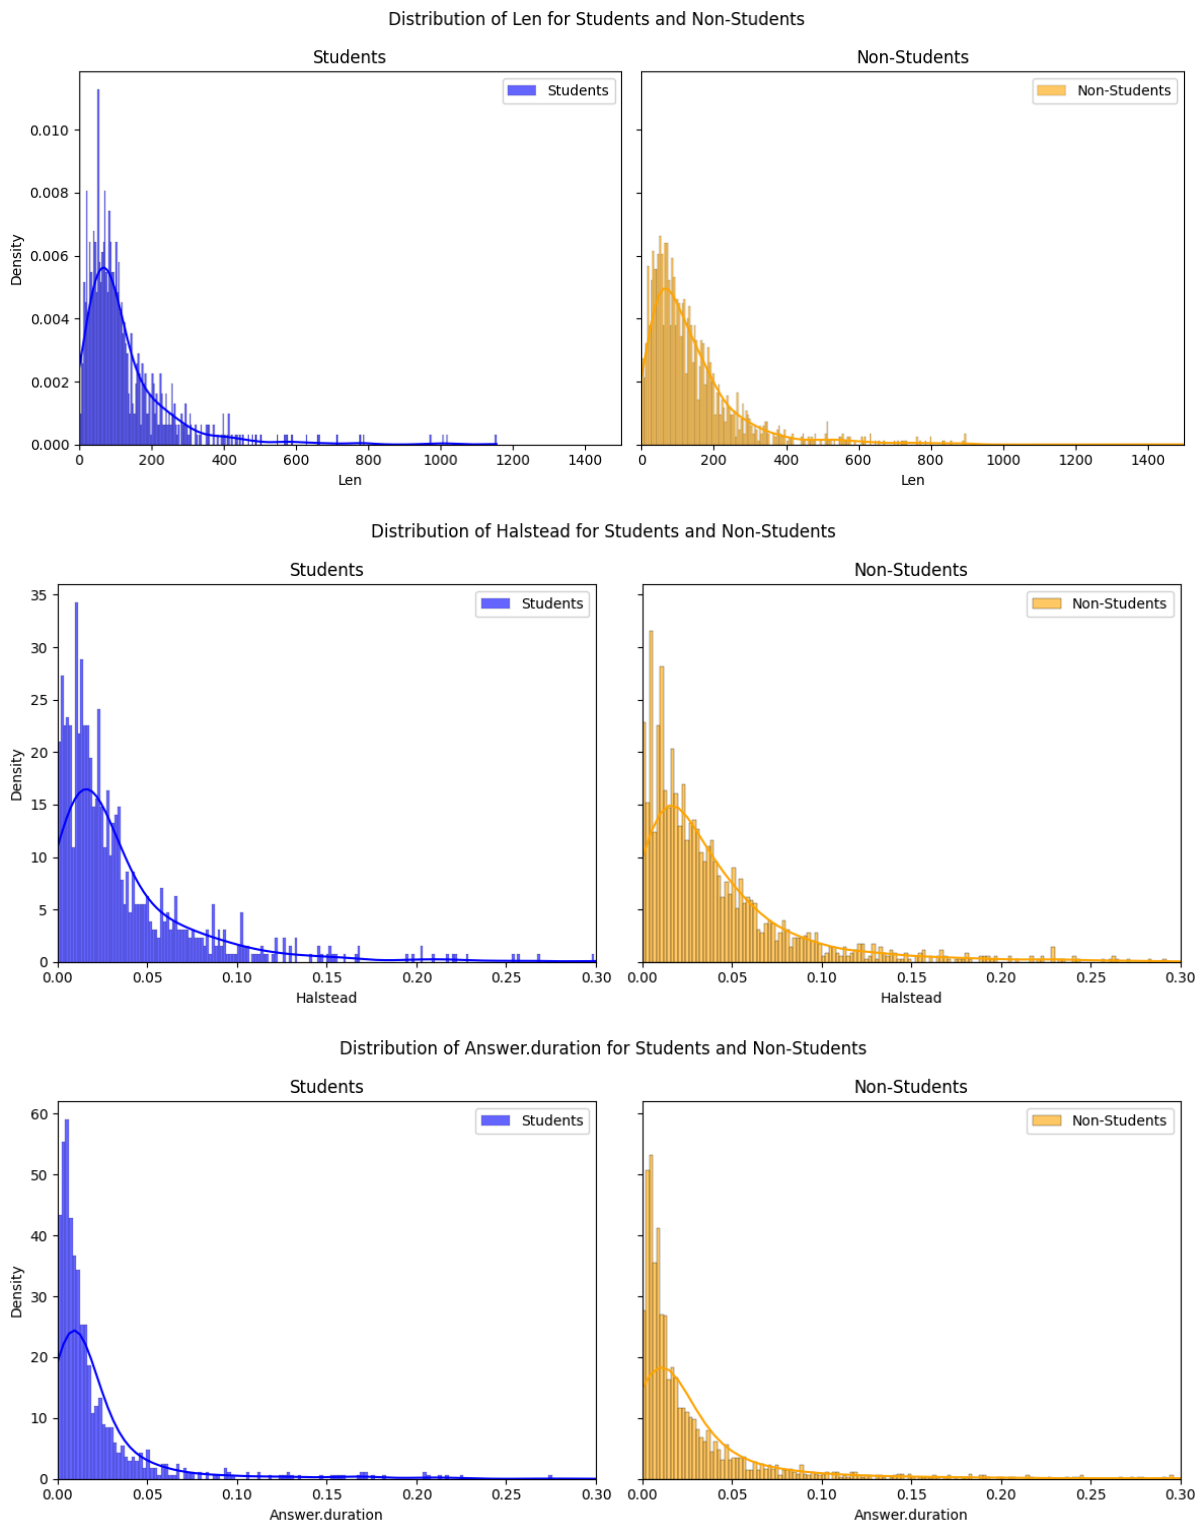 Distribution of Len for Students and Non-Students
Students
Non-Students
Students
Non-Students
0.010
0.008
0.006
0.004
0.002
0.000
Density
0 200 400 600 800 1000 1200 1400
0 200 400 600 800 1000 1200 1400
Len
Len
Distribution of Halstead for Students and Non-Students
Students
Non-Students
Students
Non-Students
35
30
25
20
15
10
5
0
Density
0.00 0.05 0.10 0.15 0.20 0.25 0.30
0.00 0.05 0.10 0.15 0.20 0.25 0.30
Halstead
Halstead
Distribution of Answer.duration for Students and Non-Students
Students
Non-Students
Students
Non-Students
60
50
40
30
20
10
0
Density
0.00 0.05 0.10 0.15 0.20 0.25 0.30
0.00 0.05 0.10 0.15 0.20 0.25 0.30
Answer.duration
Answer.duration